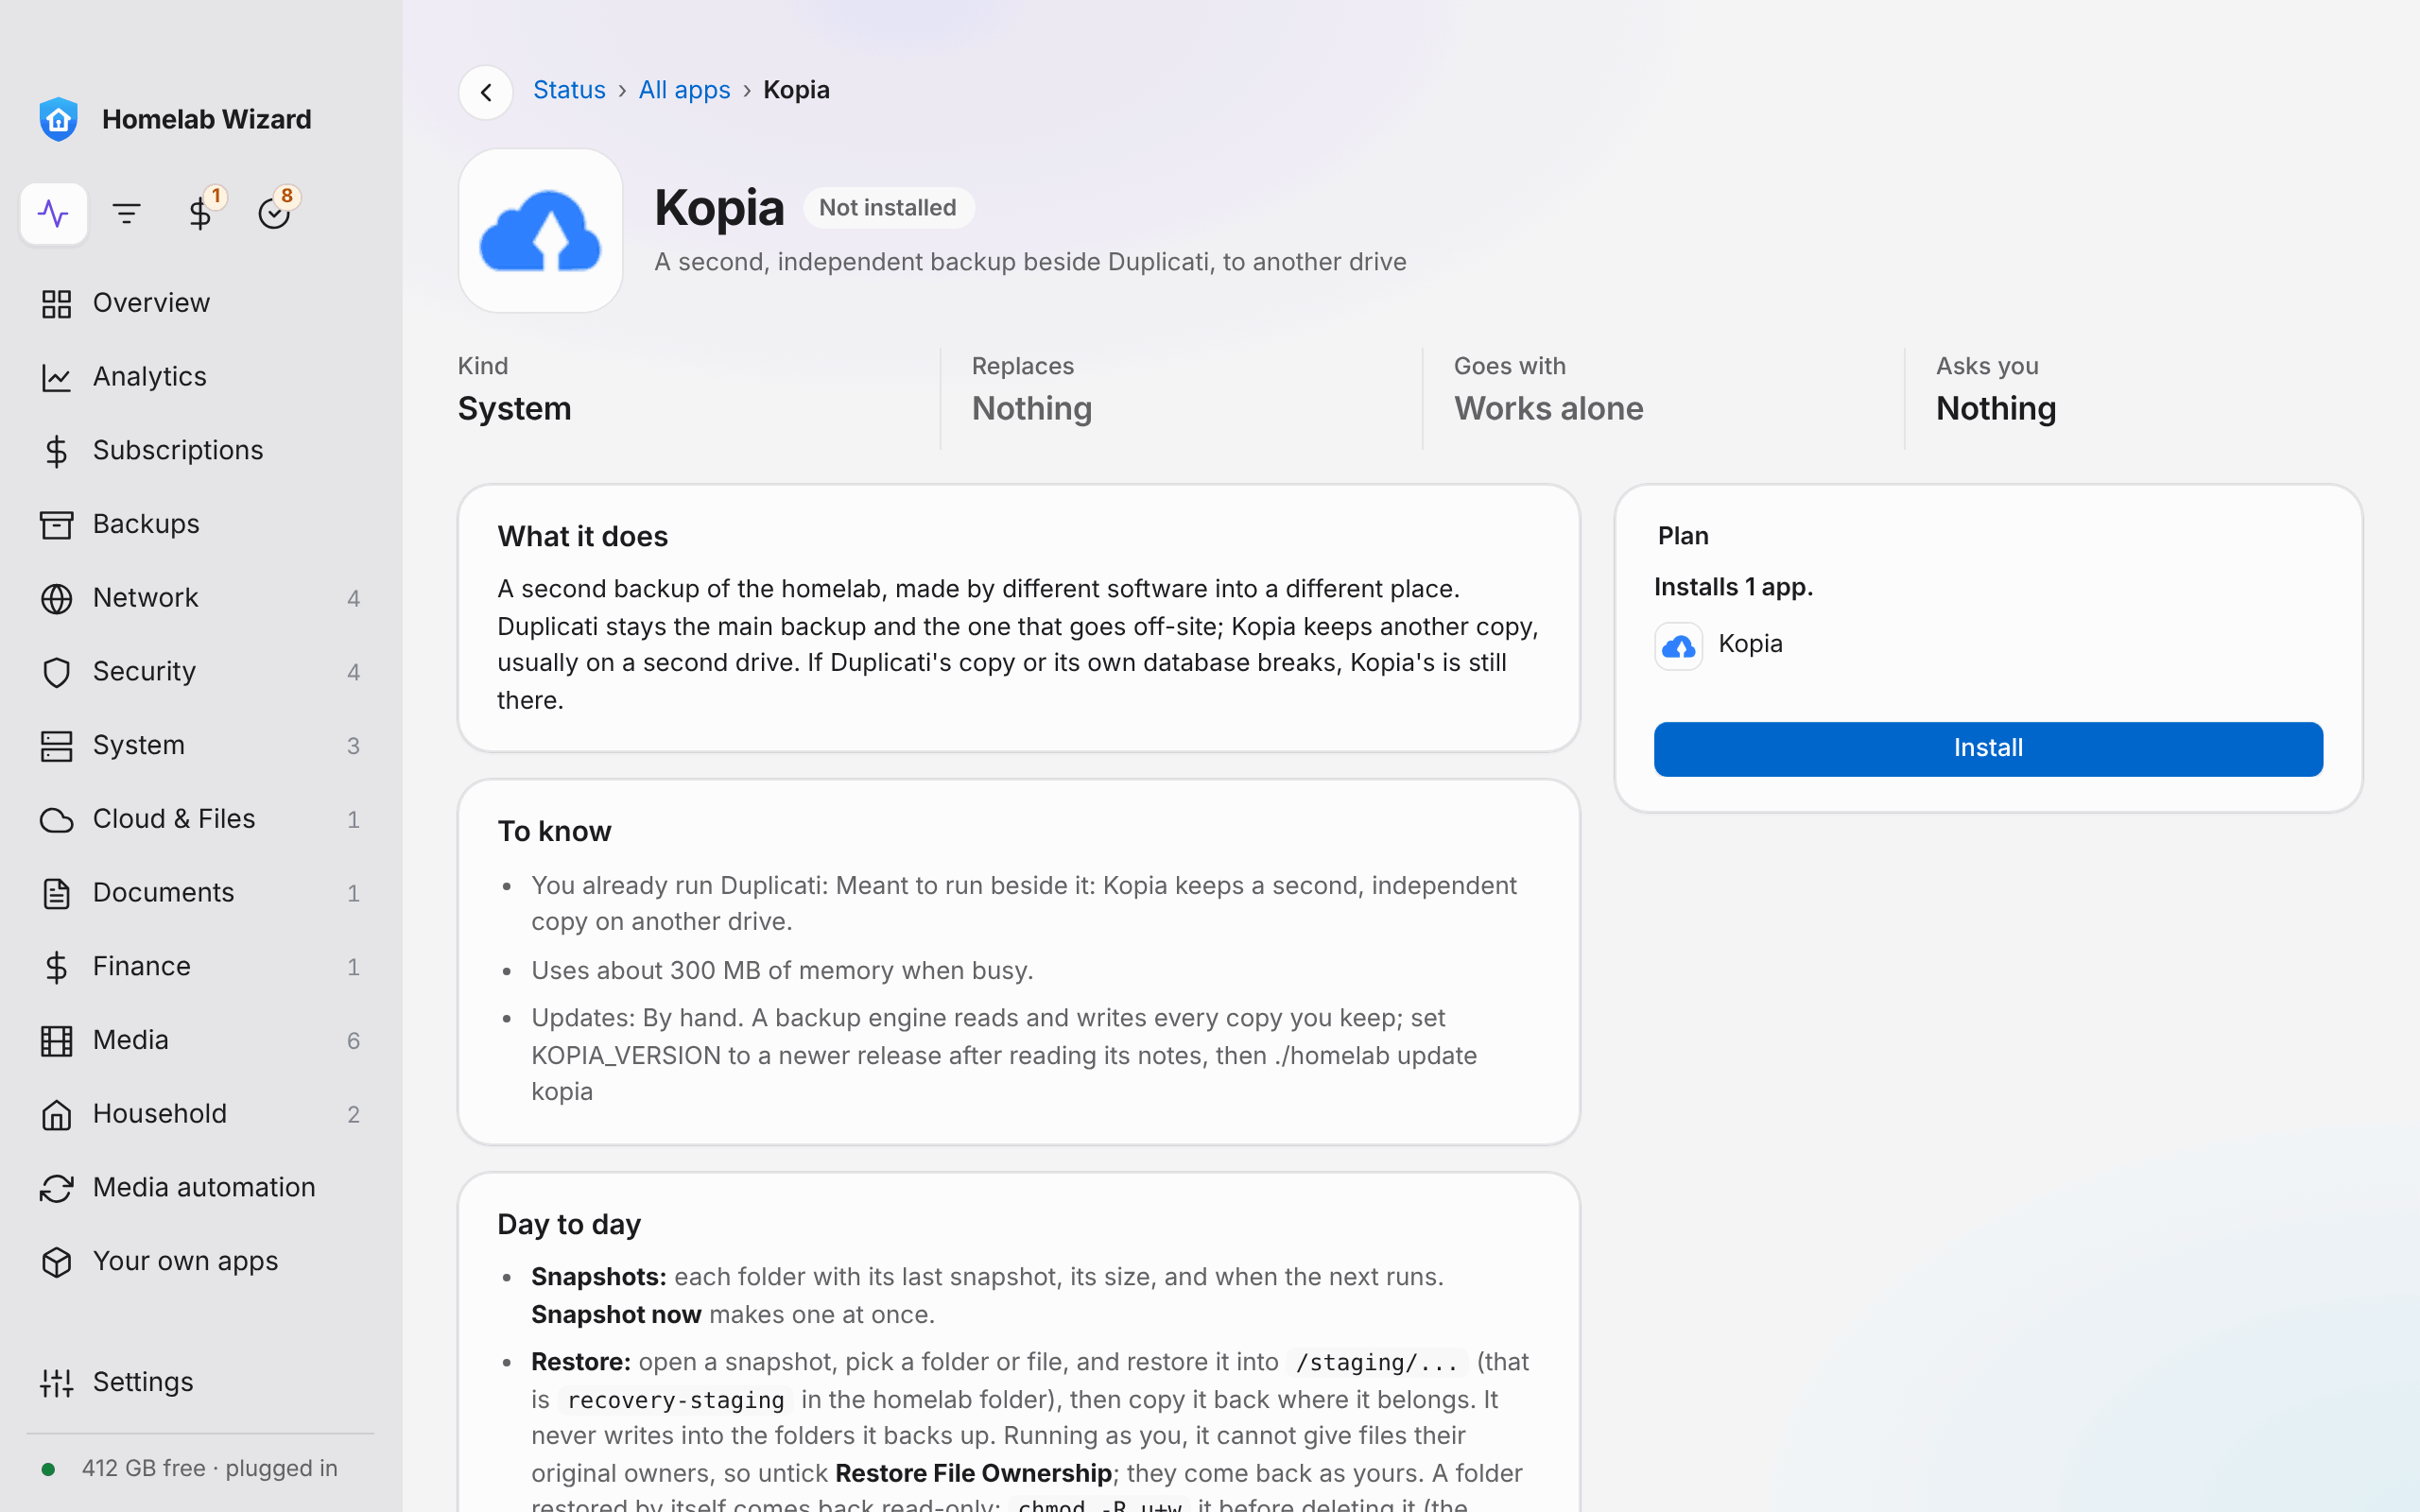 Homelab Wizard
1
8
Overview
Analytics
Subscriptions
Backups
Network 4
Security 4
System 3
Cloud & Files 1
Documents 1
Finance 1
Media 6
Household 2
Media automation
Your own apps
Settings
412 GB free · plugged in
Status › All apps › Kopia
Kopia Not installed
A second, independent backup beside Duplicati, to another drive
Kind
System
Replaces
Nothing
Goes with
Works alone
Asks you
Nothing
What it does
A second backup of the homelab, made by different software into a different place.
Duplicati stays the main backup and the one that goes off-site; Kopia keeps another copy,
usually on a second drive. If Duplicati's copy or its own database breaks, Kopia's is still
there.
To know
• You already run Duplicati: Meant to run beside it: Kopia keeps a second, independent
copy on another drive.
• Uses about 300 MB of memory when busy.
• Updates: By hand. A backup engine reads and writes every copy you keep; set
KOPIA_VERSION to a newer release after reading its notes, then ./homelab update
kopia
Day to day
• Snapshots: each folder with its last snapshot, its size, and when the next runs.
Snapshot now makes one at once.
• Restore: open a snapshot, pick a folder or file, and restore it into /staging/... (that
is recovery-staging in the homelab folder), then copy it back where it belongs. It
never writes into the folders it backs up. Running as you, it cannot give files their
original owners, so untick Restore File Ownership; they come back as yours. A folder
restored by itself comes back read-only: chmod -R u+w it before deleting it (the
Plan
Installs 1 app.
Kopia
Install